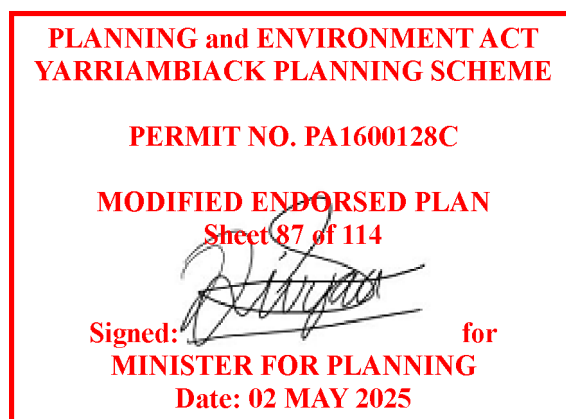 PLANNING and ENVIRONMENT ACT
YARRIAMBIACK PLANNING SCHEME
PERMIT NO. PA1600128C
MODIFIED ENDORSED PLAN
Sheet 87 of 114
Signed: for
MINISTER FOR PLANNING
Date: 02 MAY 2025